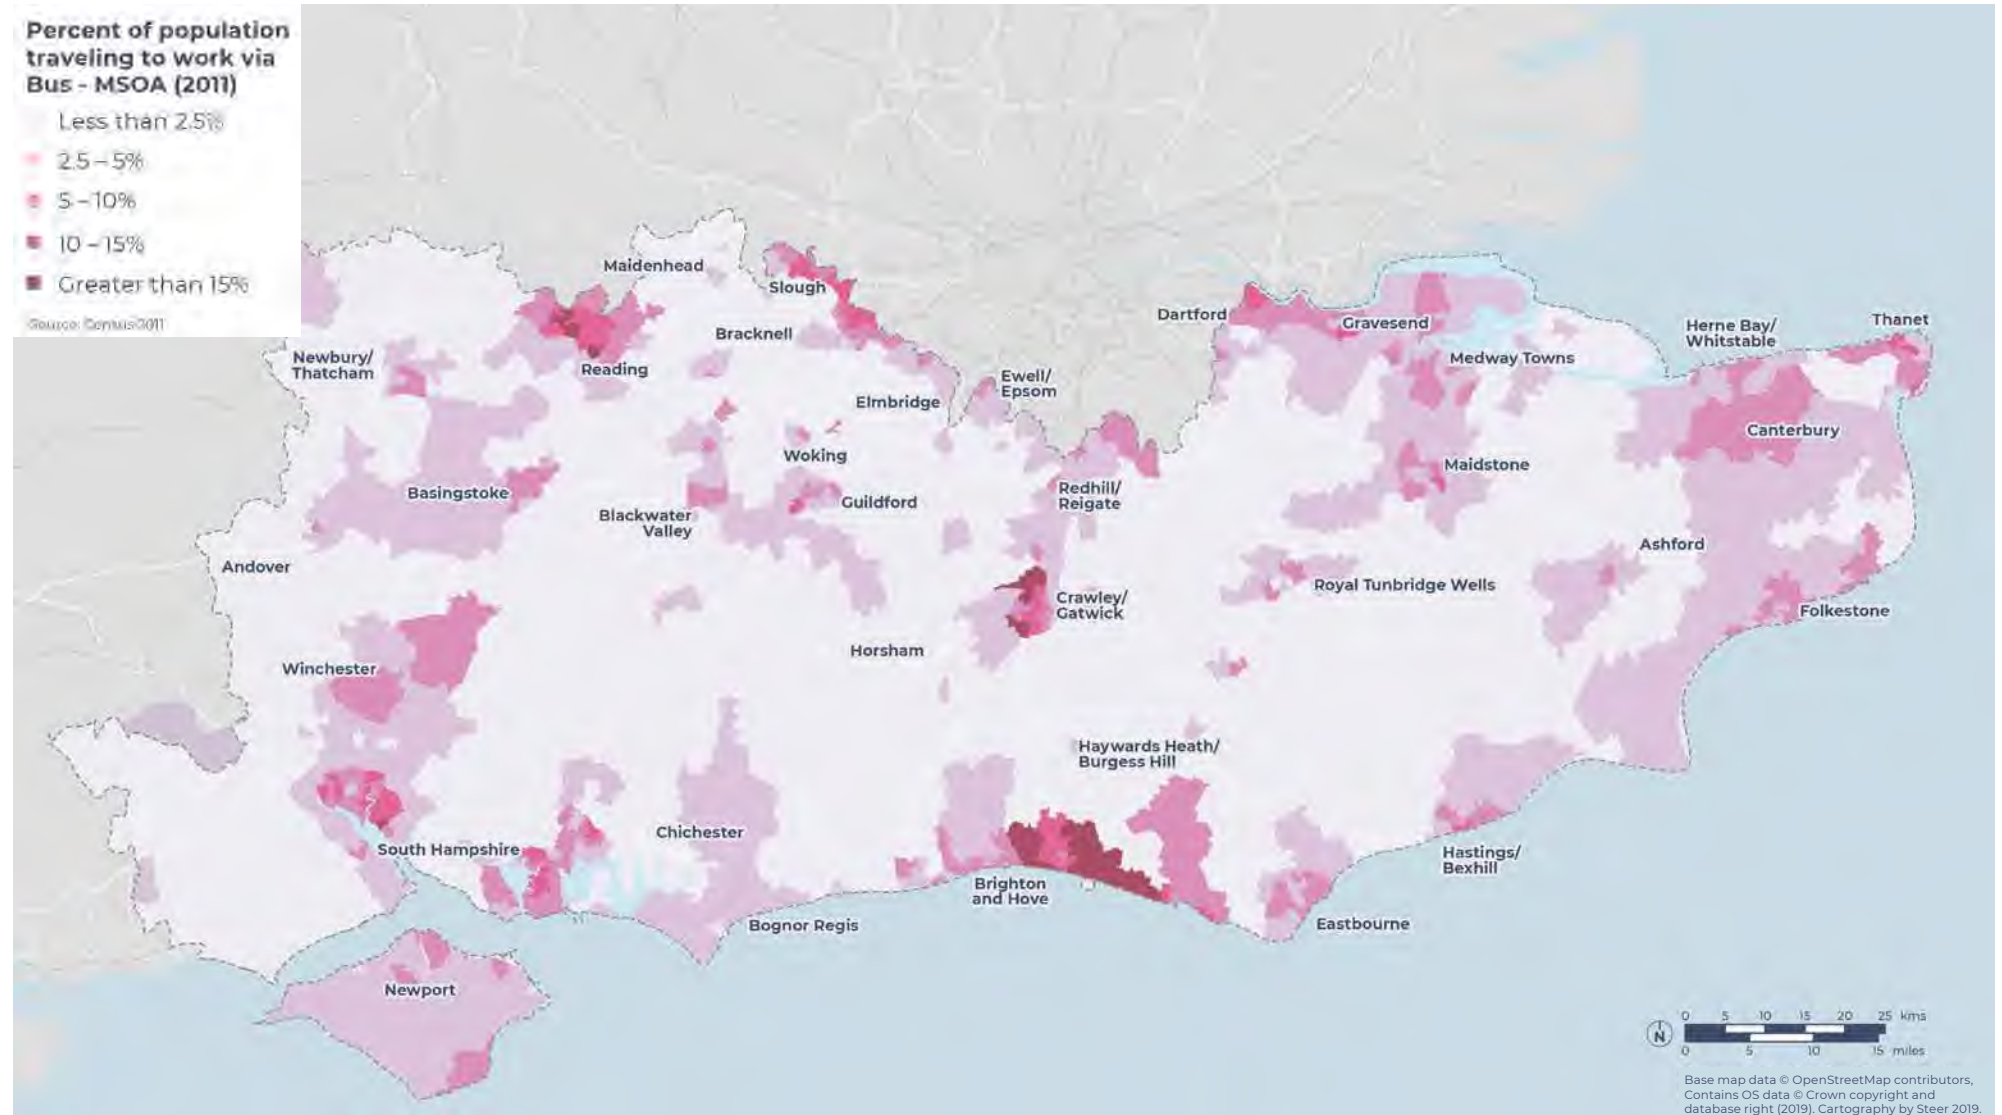 Percent of population
traveling to work via
Bus - MSOA (2011)
Less than 2.5%
2.5 – 5%
5 – 10%
10 – 15%
Greater than 15%
Source: Census 2011
Maidenhead
Slough
Dartford
Gravesend
Herne Bay/
Whitstable
Thanet
Bracknell
Newbury/
Thatcham
Reading
Medway Towns
Ewell/
Epsom
Elmbridge
Canterbury
Woking
Maidstone
Basingstoke
Guildford
Redhill/
Reigate
Blackwater
Valley
Ashford
Andover
Royal Tunbridge Wells
Crawley/
Gatwick
Folkestone
Horsham
Winchester
Haywards Heath/
Burgess Hill
Chichester
South Hampshire
Hastings/
Bexhill
Brighton
and Hove
Bognor Regis
Eastbourne
Newport
0 5 10 15 20 25 kms
N
0 5 10 15 miles
Base map data © OpenStreetMap contributors,
Contains OS data © Crown copyright and
database right (2019). Cartography by Steer 2019.